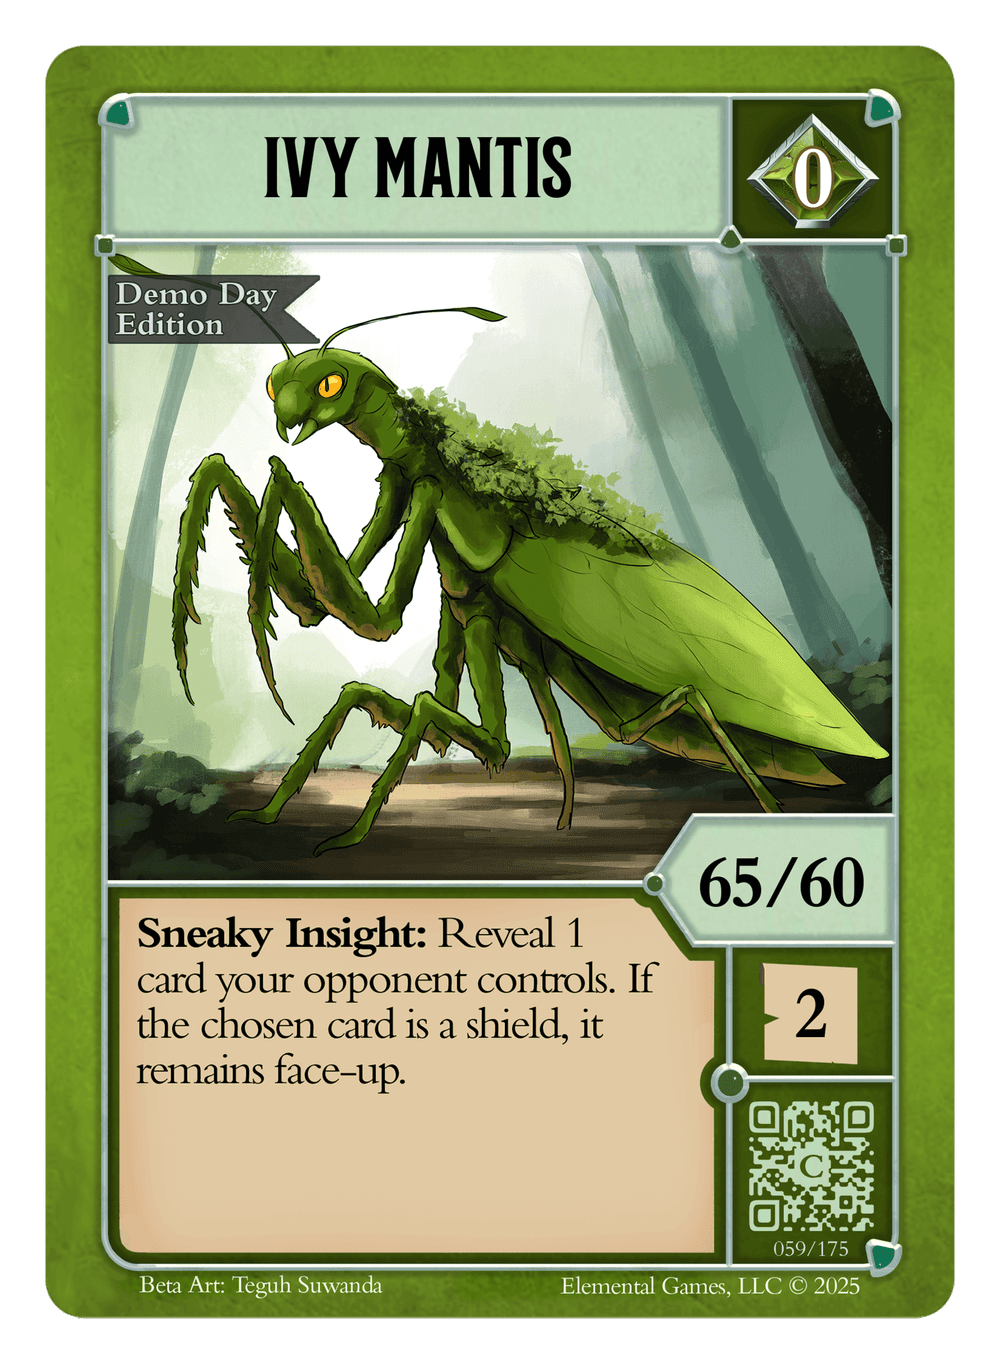 IVY MANTIS
0
Demo Day
Edition
65/60
Sneaky Insight: Reveal 1
card your opponent controls. If
the chosen card is a shield, it
remains face-up.
2
C
059/175
Beta Art: Teguh Suwanda
Elemental Games, LLC © 2025